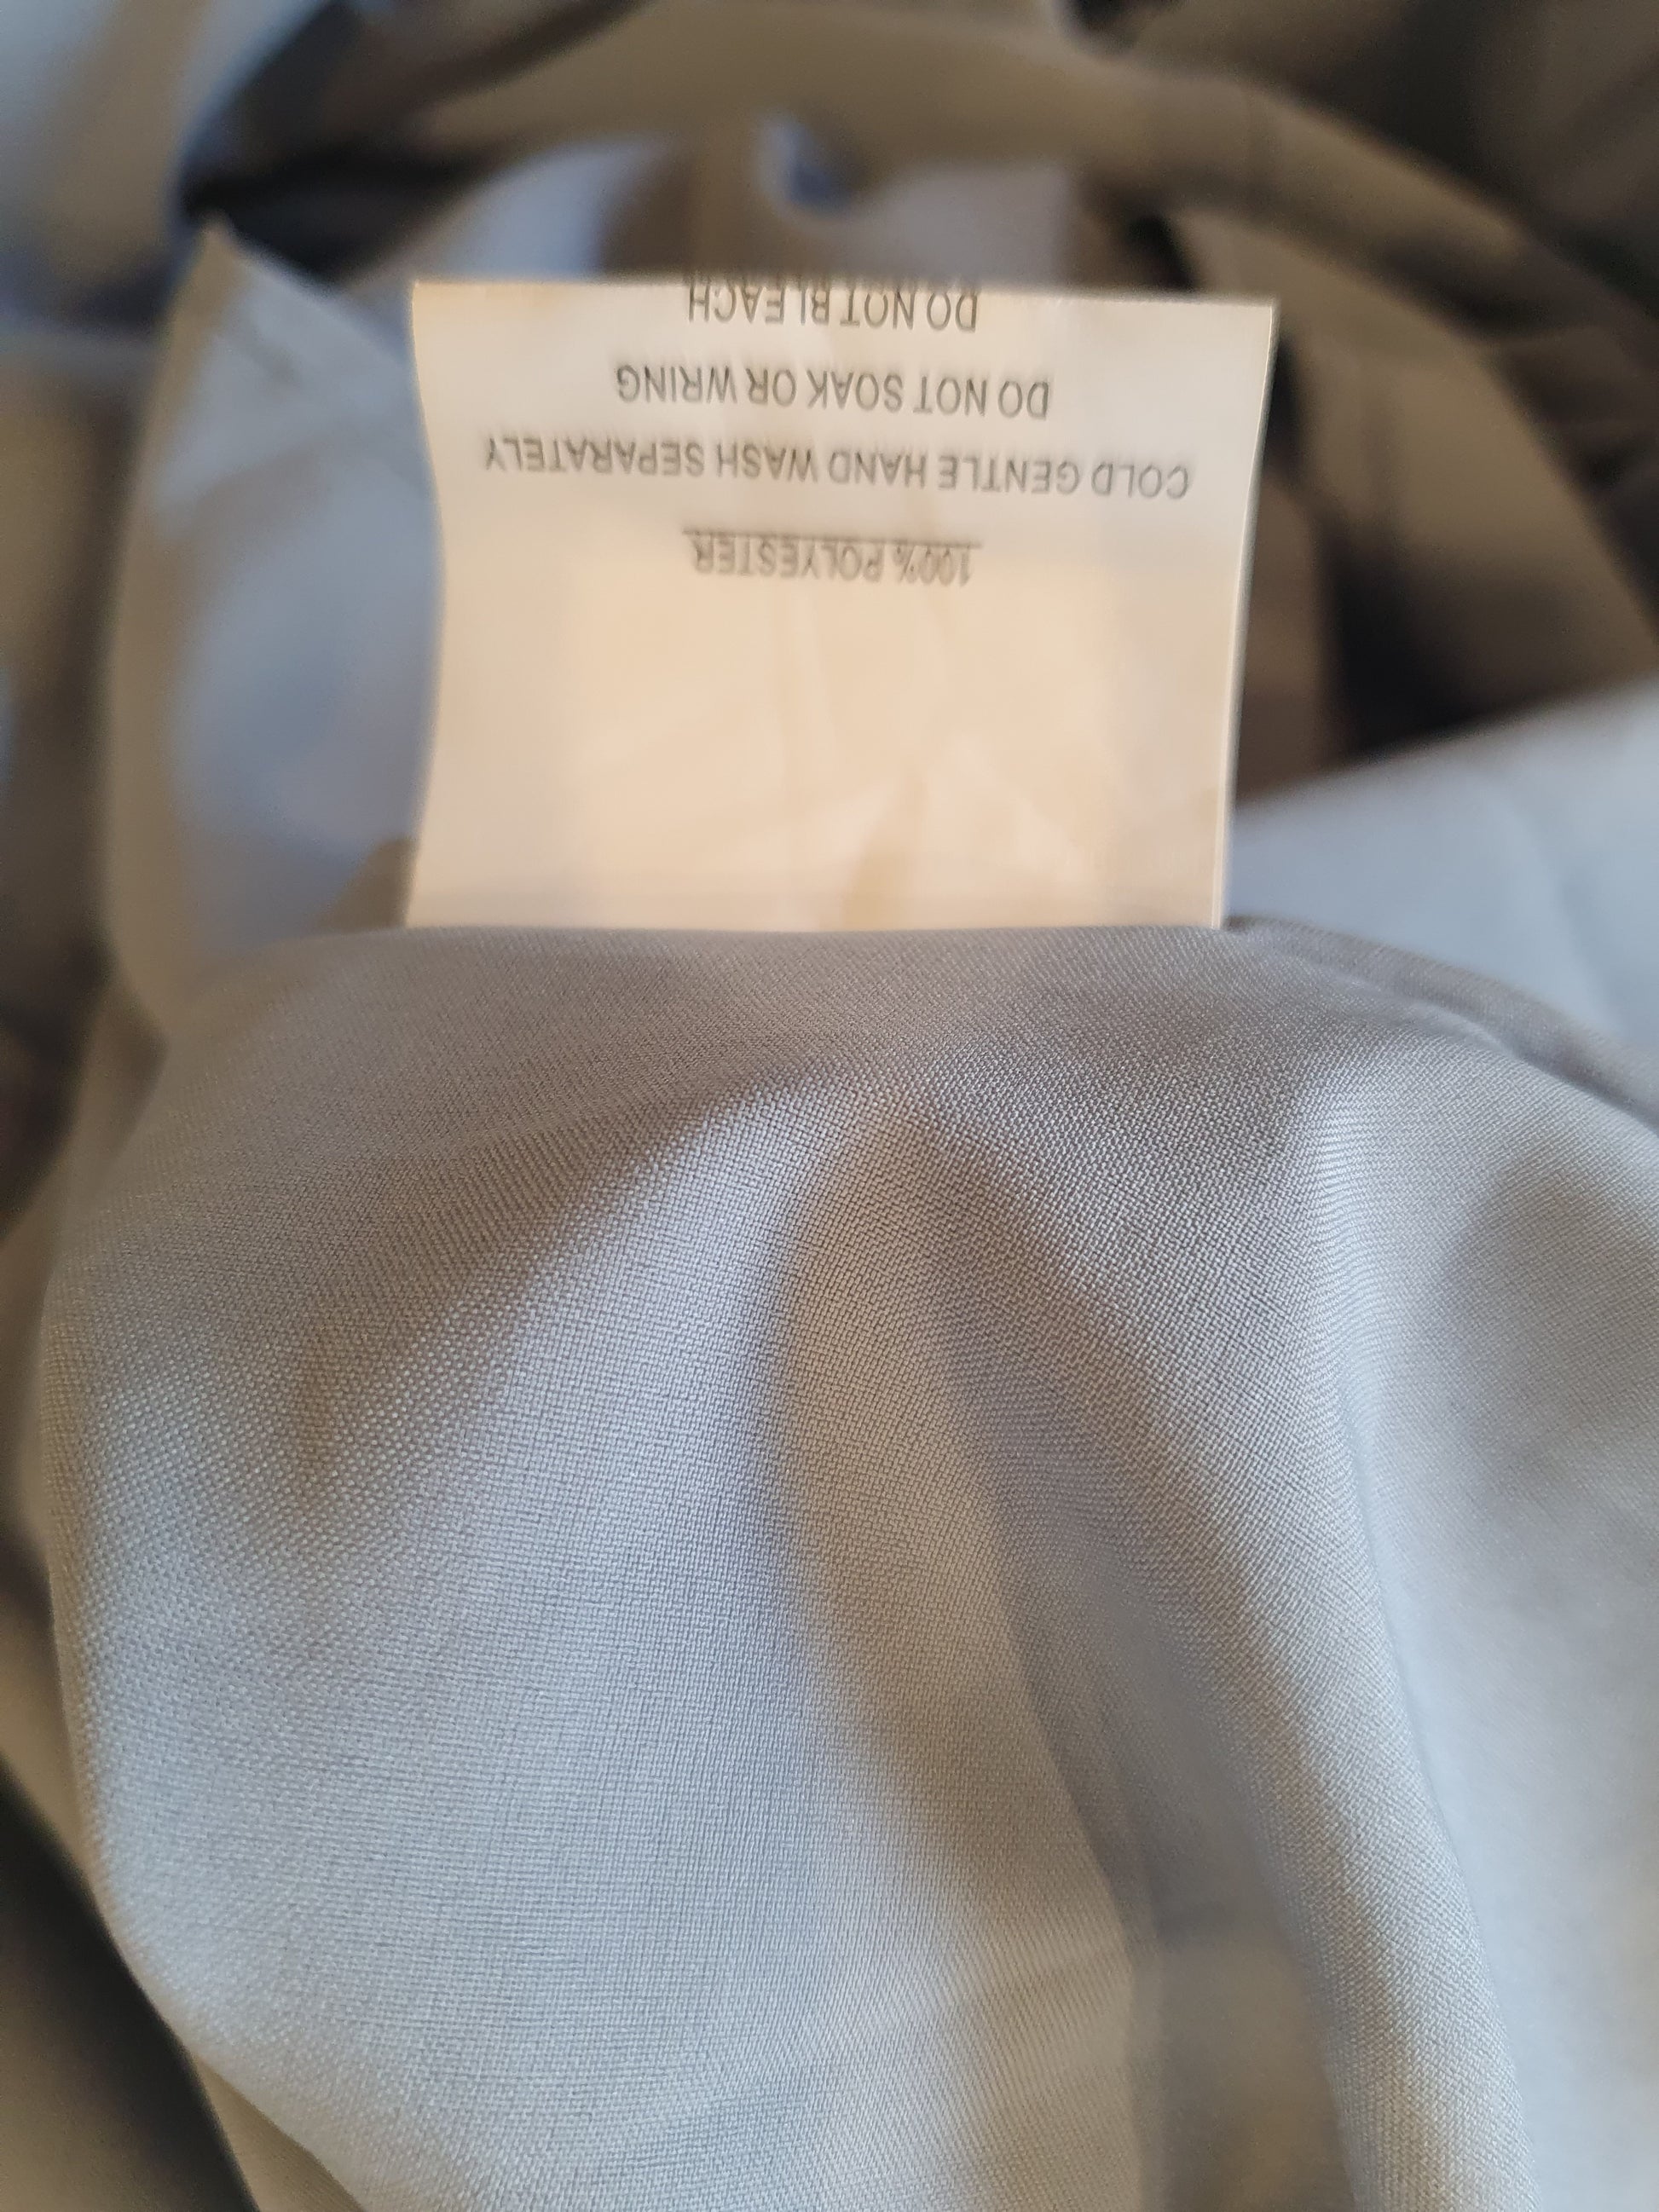 100% POLYESTER
COLD GENTLE HAND WASH SEPARATELY
DO NOT SOAK OR WRING
DO NOT BLEACH